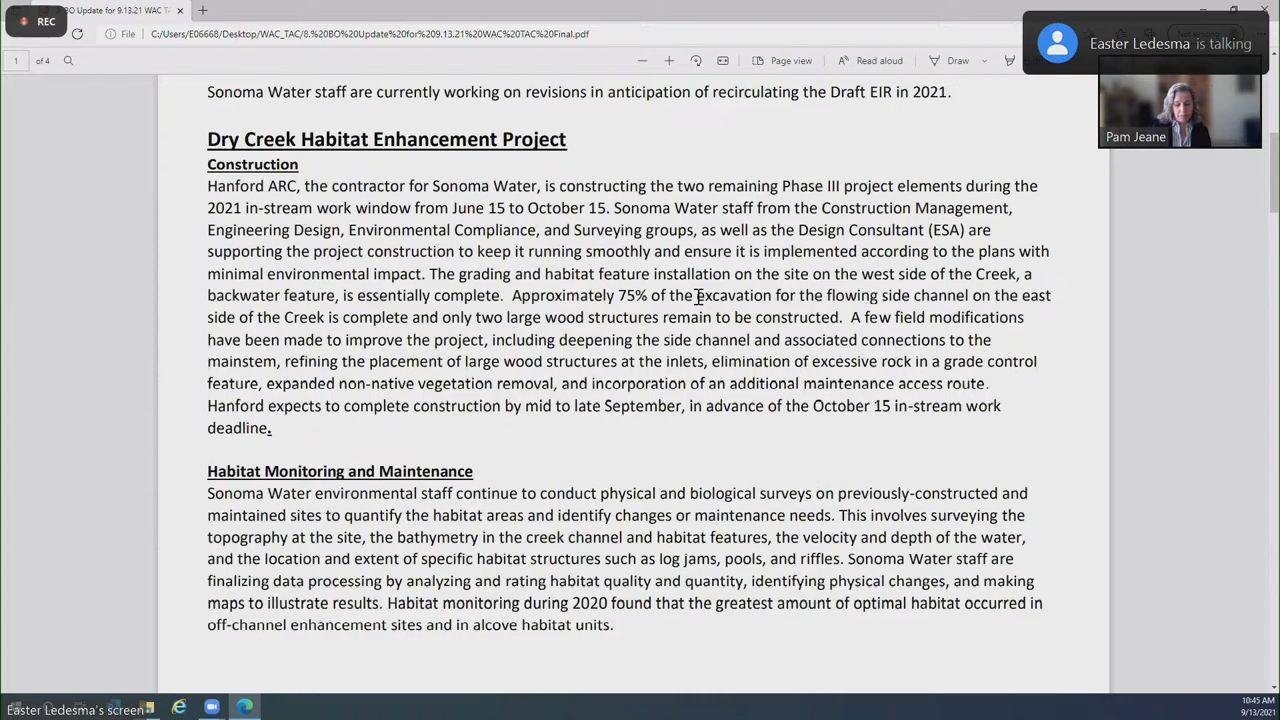 BO Update for 9.13.21 WAC T
REC
File
C:/Users/E06668/Desktop/WAC_TAC/8.%20BO%20Update%20for%209.13.21%20WAC%20TAC%20Final.pdf
Easter Ledesma is talking
1 of 4
Page view
Read aloud
Draw
Pam Jeane
Sonoma Water staff are currently working on revisions in anticipation of recirculating the Draft EIR in 2021.
Dry Creek Habitat Enhancement Project
Construction
Hanford ARC, the contractor for Sonoma Water, is constructing the two remaining Phase III project elements during the
2021 in-stream work window from June 15 to October 15. Sonoma Water staff from the Construction Management,
Engineering Design, Environmental Compliance, and Surveying groups, as well as the Design Consultant (ESA) are
supporting the project construction to keep it running smoothly and ensure it is implemented according to the plans with
minimal environmental impact. The grading and habitat feature installation on the site on the west side of the Creek, a
backwater feature, is essentially complete. Approximately 75% of the excavation for the flowing side channel on the east
side of the Creek is complete and only two large wood structures remain to be constructed. A few field modifications
have been made to improve the project, including deepening the side channel and associated connections to the
mainstem, refining the placement of large wood structures at the inlets, elimination of excessive rock in a grade control
feature, expanded non-native vegetation removal, and incorporation of an additional maintenance access route.
Hanford expects to complete construction by mid to late September, in advance of the October 15 in-stream work
deadline.
Habitat Monitoring and Maintenance
Sonoma Water environmental staff continue to conduct physical and biological surveys on previously-constructed and
maintained sites to quantify the habitat areas and identify changes or maintenance needs. This involves surveying the
topography at the site, the bathymetry in the creek channel and habitat features, the velocity and depth of the water,
and the location and extent of specific habitat structures such as log jams, pools, and riffles. Sonoma Water staff are
finalizing data processing by analyzing and rating habitat quality and quantity, identifying physical changes, and making
maps to illustrate results. Habitat monitoring during 2020 found that the greatest amount of optimal habitat occurred in
off-channel enhancement sites and in alcove habitat units.
Easter Ledesma's screen
10:45 AM
9/13/2021